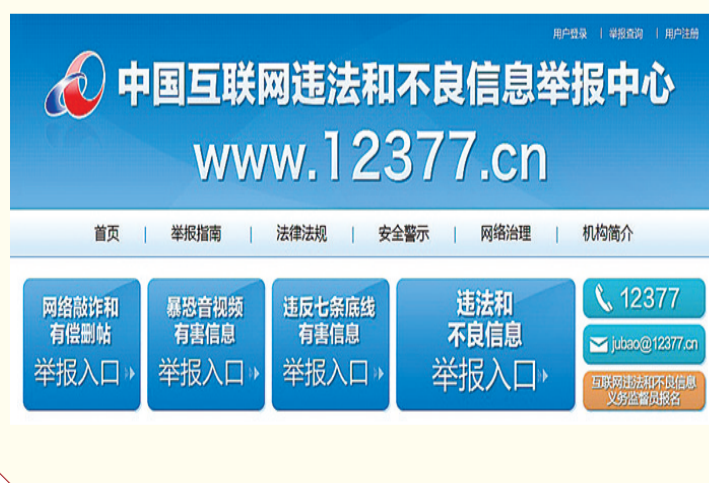 用户登录 | 举报查询 | 用户注册
中国互联网违法和不良信息举报中心
www.12377.cn
首页 | 举报指南 | 法律法规 | 安全警示 | 网络治理 | 机构简介
网络敲诈和
有偿删帖
举报入口
暴恐音视频
有害信息
举报入口
违反七条底线
有害信息
举报入口
违法和
不良信息
举报入口
12377
jubao@12377.cn
互联网违法和不良信息
义务监督员报名